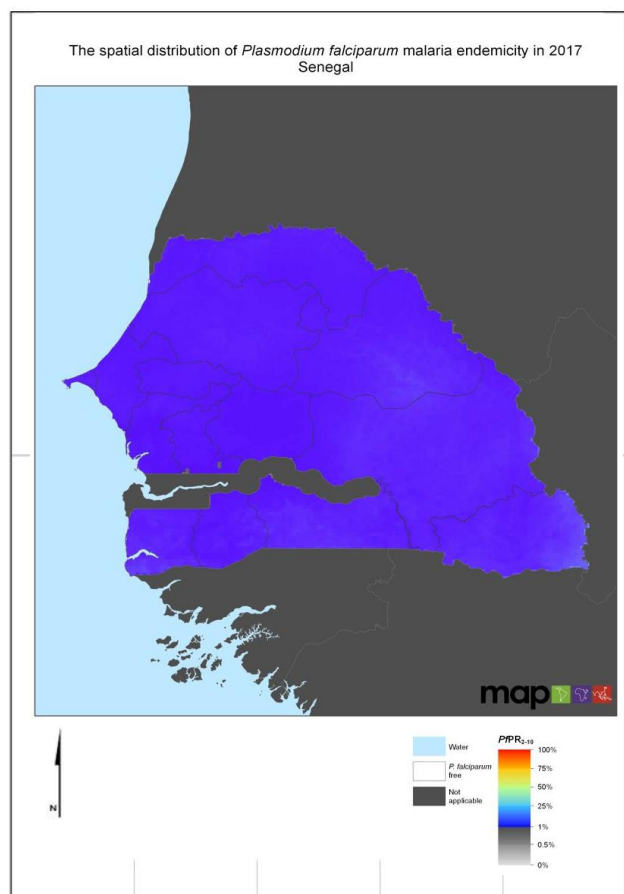 The spatial distribution of Plasmodium falciparum malaria endemicity in 2017
Senegal
map
N
Water
P. falciparum
free
Not
applicable
PfPR2-10
100%
75%
50%
25%
1%
0.5%
0%